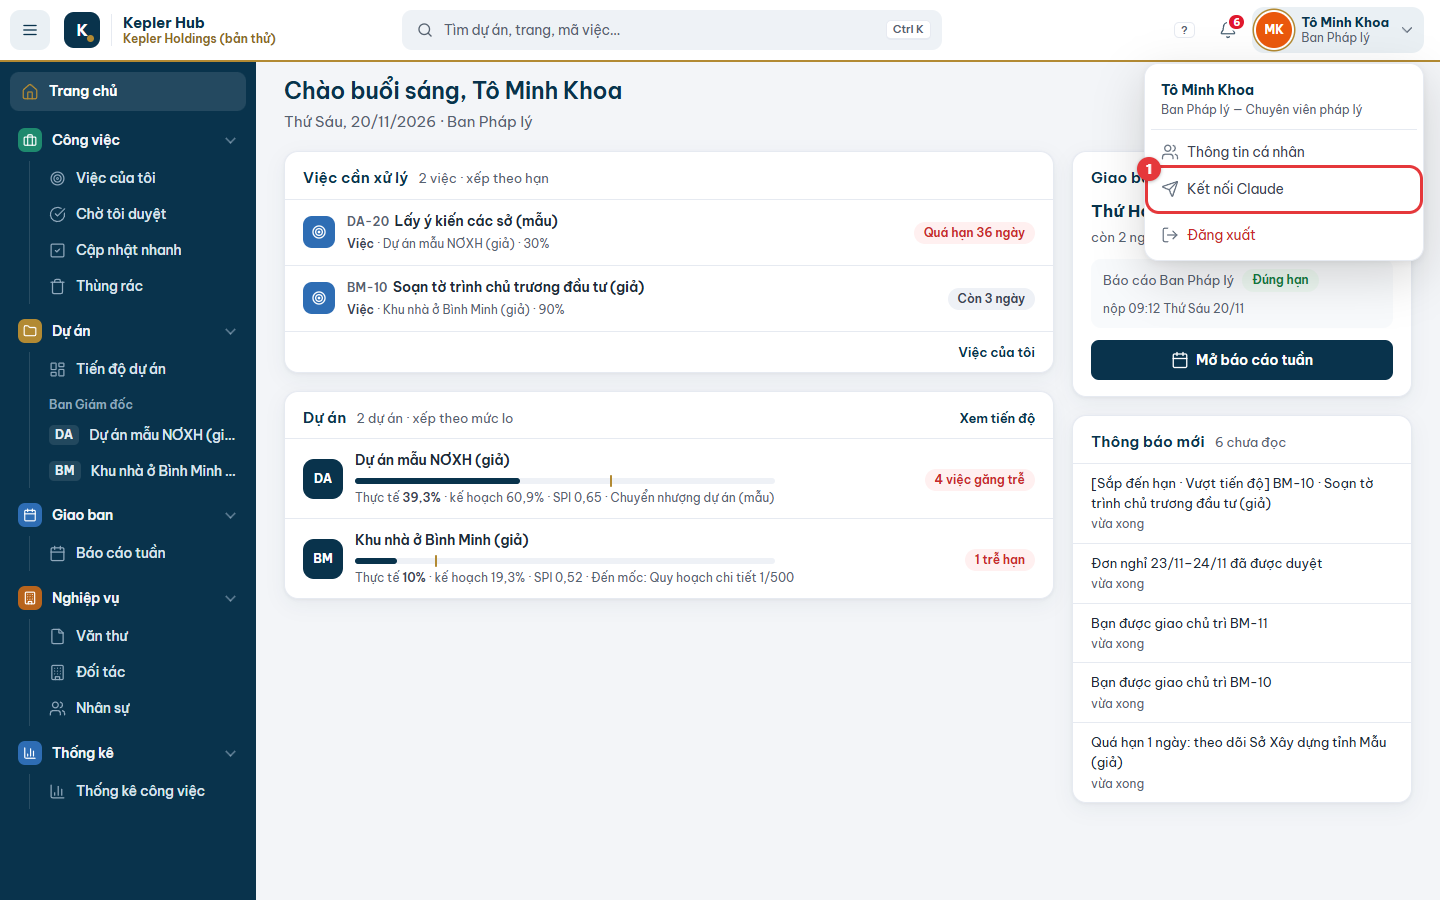 K.
Kepler Hub
Kepler Holdings (bản thử)
Tìm dự án, trang, mã việc...
Ctrl K
?
6
MK
Tô Minh Khoa
Ban Pháp lý
Trang chủ
Công việc
Việc của tôi
Chờ tôi duyệt
Cập nhật nhanh
Thùng rác
Dự án
Tiến độ dự án
Ban Giám đốc
DA Dự án mẫu NƠXH (gi...
BM Khu nhà ở Bình Minh ...
Giao ban
Báo cáo tuần
Nghiệp vụ
Văn thư
Đối tác
Nhân sự
Thống kê
Thống kê công việc
Chào buổi sáng, Tô Minh Khoa
Thứ Sáu, 20/11/2026 · Ban Pháp lý
Việc cần xử lý 2 việc · xếp theo hạn
DA-20 Lấy ý kiến các sở (mẫu)
Việc · Dự án mẫu NƠXH (giả) · 30%
Quá hạn 36 ngày
BM-10 Soạn tờ trình chủ trương đầu tư (giả)
Việc · Khu nhà ở Bình Minh (giả) · 90%
Còn 3 ngày
Việc của tôi
Dự án 2 dự án · xếp theo mức lo
Xem tiến độ
DA
Dự án mẫu NƠXH (giả)
Thực tế 39,3% · kế hoạch 60,9% · SPI 0,65 · Chuyển nhượng dự án (mẫu)
4 việc găng trễ
BM
Khu nhà ở Bình Minh (giả)
Thực tế 10% · kế hoạch 19,3% · SPI 0,52 · Đến mốc: Quy hoạch chi tiết 1/500
1 trễ hạn
Tô Minh Khoa
Ban Pháp lý — Chuyên viên pháp lý
Thông tin cá nhân
1
Kết nối Claude
Đăng xuất
Giao
Thứ
còn 2
Báo cáo Ban Pháp lý Đúng hạn
nộp 09:12 Thứ Sáu 20/11
Mở báo cáo tuần
Thông báo mới 6 chưa đọc
[Sắp đến hạn · Vượt tiến độ] BM-10 · Soạn tờ
trình chủ trương đầu tư (giả)
vừa xong
Đơn nghỉ 23/11–24/11 đã được duyệt
vừa xong
Bạn được giao chủ trì BM-11
vừa xong
Bạn được giao chủ trì BM-10
vừa xong
Quá hạn 1 ngày: theo dõi Sở Xây dựng tỉnh Mẫu
(giả)
vừa xong